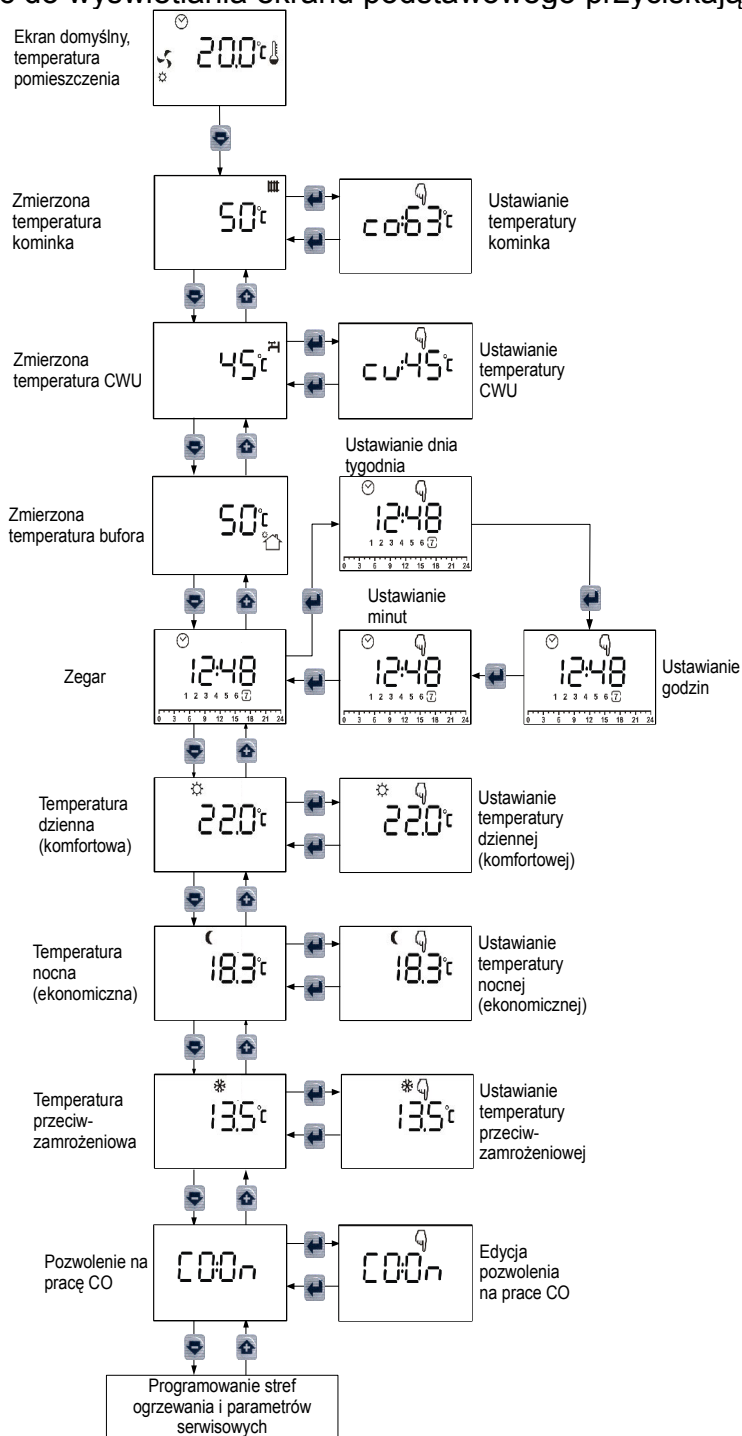 do wyświetlania ekranu podstawowego przyciskają
Ekran domyślny,
temperatura
pomieszczenia
20.0°c
Zmierzona
temperatura
kominka
50°c
co:63°c
Ustawianie
temperatury
kominka
Zmierzona
temperatura CWU
45°c
cu:45°c
Ustawianie
temperatury
CWU
Ustawianie dnia
tygodnia
12:48
1 2 3 4 5 6 7
0 3 6 9 12 15 18 21 24
Zmierzona
temperatura bufora
50°c
Zegar
12:48
1 2 3 4 5 6 7
0 3 6 9 12 15 18 21 24
Ustawianie
minut
12:48
1 2 3 4 5 6 7
0 3 6 9 12 15 18 21 24
12:48
1 2 3 4 5 6 7
0 3 6 9 12 15 18 21 24
Ustawianie
godzin
Temperatura
dzienna
(komfortowa)
22.0°c
22.0°c
Ustawianie
temperatury
dziennej
(komfortowej)
Temperatura
nocna
(ekonomiczna)
18.3°c
18.3°c
Ustawianie
temperatury
nocnej
(ekonomicznej)
Temperatura
przeciw-
zamrożeniowa
13.5°c
13.5°c
Ustawianie
temperatury
przeciw-
zamrożeniowej
Pozwolenie na
pracę CO
CO:On
CO:On
Edycja
pozwolenia
na prace CO
Programowanie stref
ogrzewania i parametrów
serwisowych